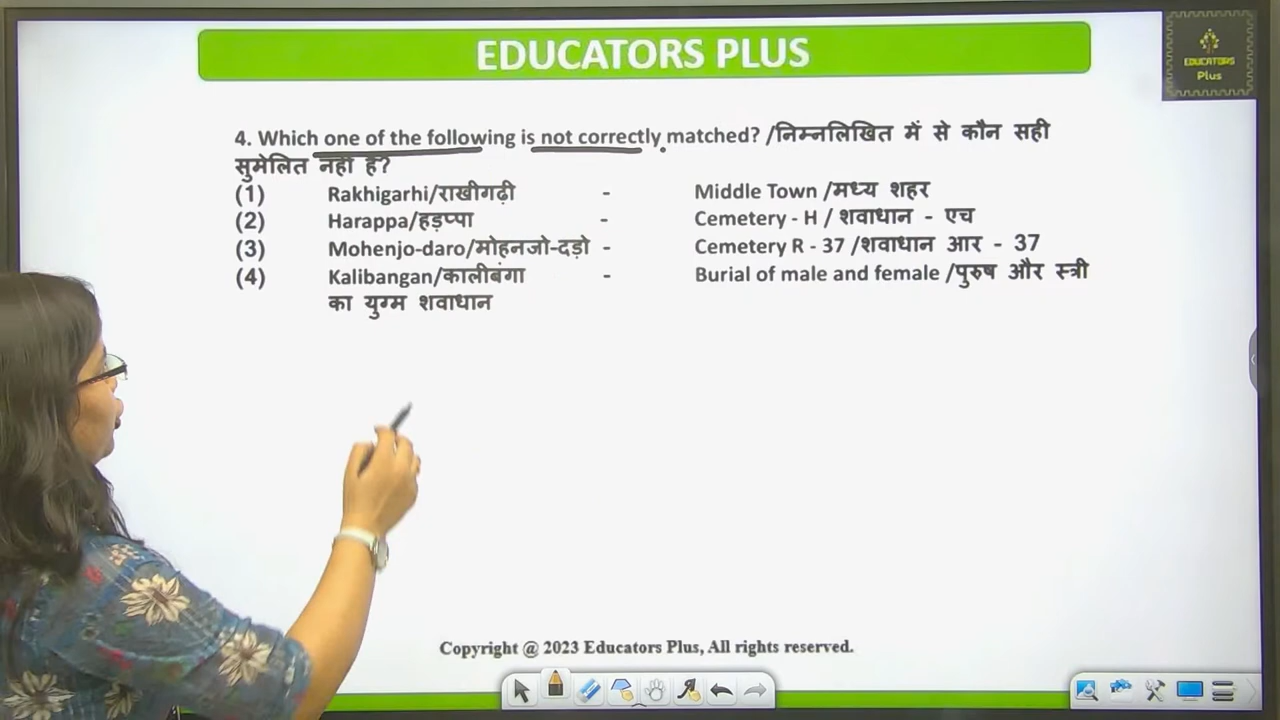 EDUCATORS PLUS
EDUCATORS
Plus
4. Which one of the following is not correctly matched? /निम्नलिखित में से कौन सही
सुमेलित नहीं है?
(1) Rakhigarhi/राखीगढ़ी - Middle Town /मध्य शहर
(2) Harappa/हड़प्पा - Cemetery - H / शवाधान - एच
(3) Mohenjo-daro/मोहनजो-दड़ो - Cemetery R - 37 /शवाधान आर - 37
(4) Kalibangan/कालीबंगा - Burial of male and female /पुरुष और स्त्री
का युग्म शवाधान
Copyright @ 2023 Educators Plus, All rights reserved.